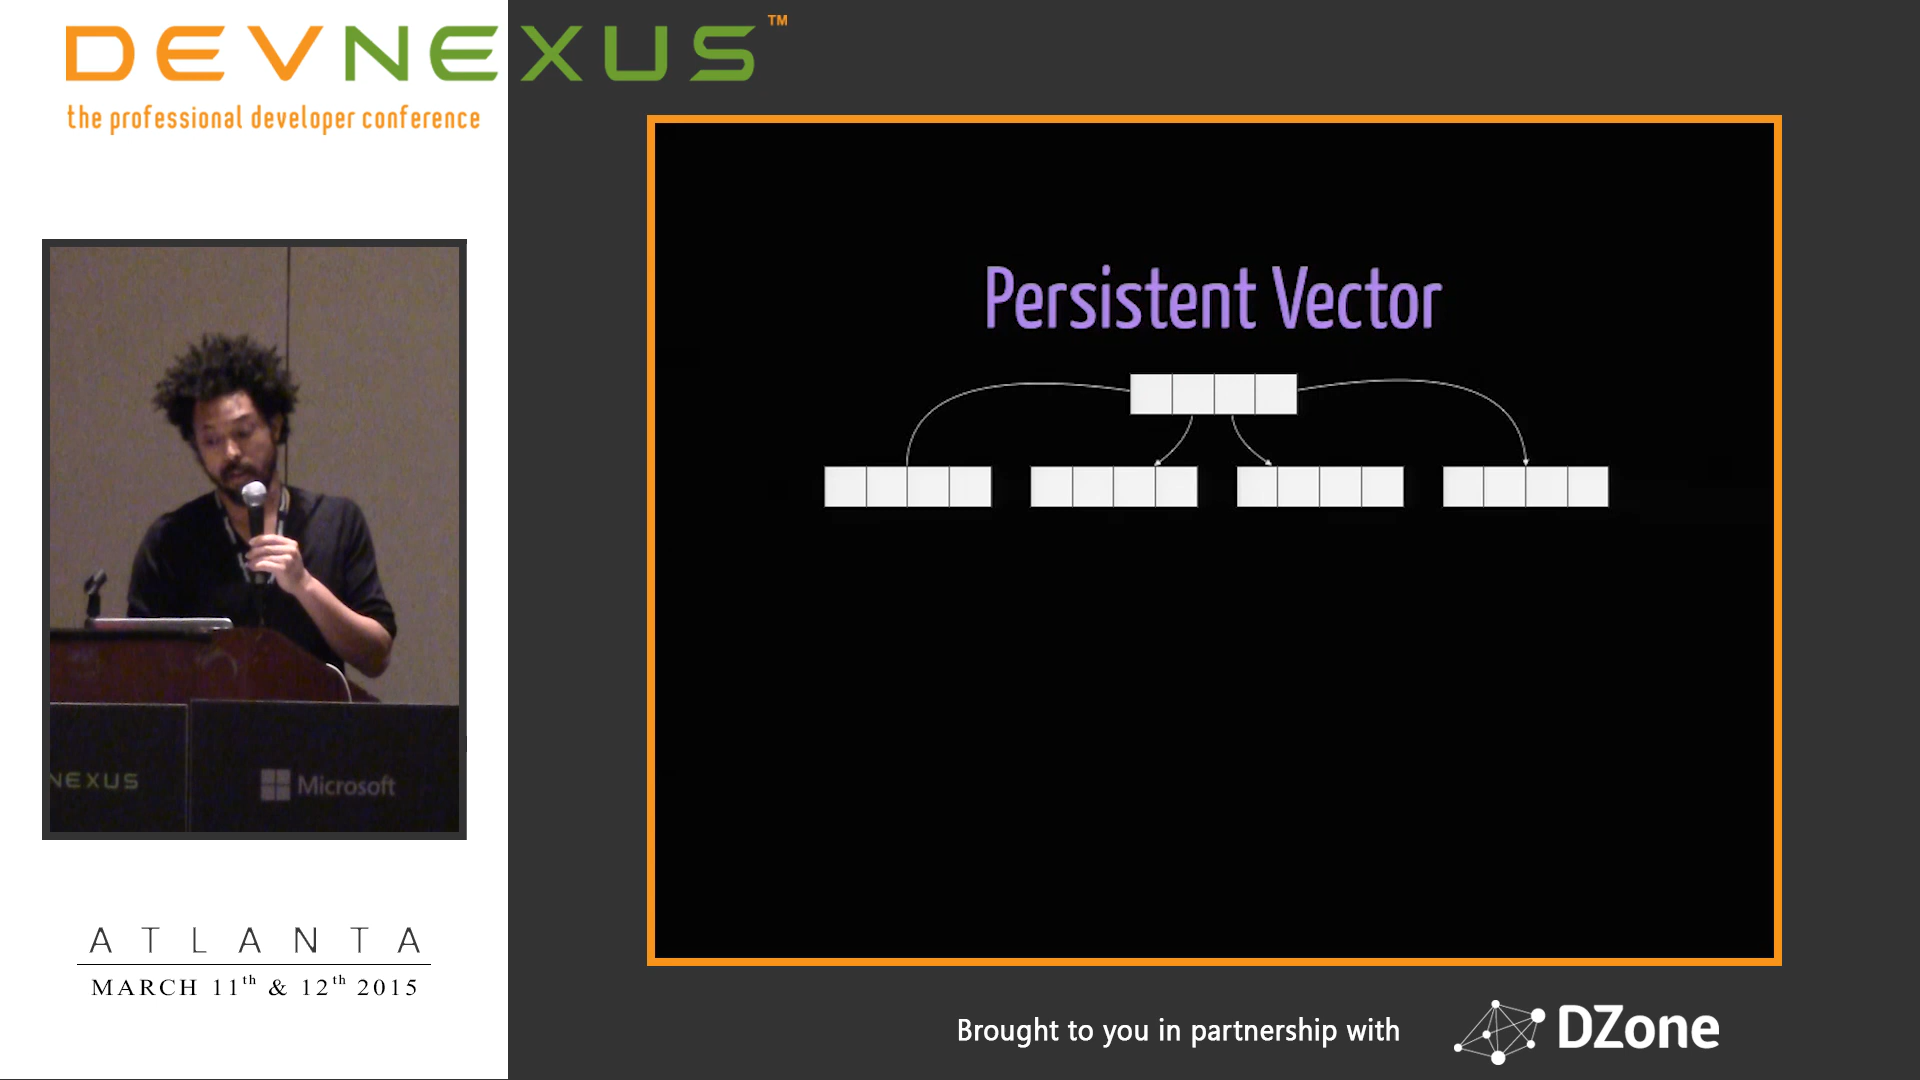 DEVNEXUS™
the professional developer conference
Persistent Vector
NEXUS
Microsoft
ATLANTA
MARCH 11th & 12th 2015
Brought to you in partnership with
DZone